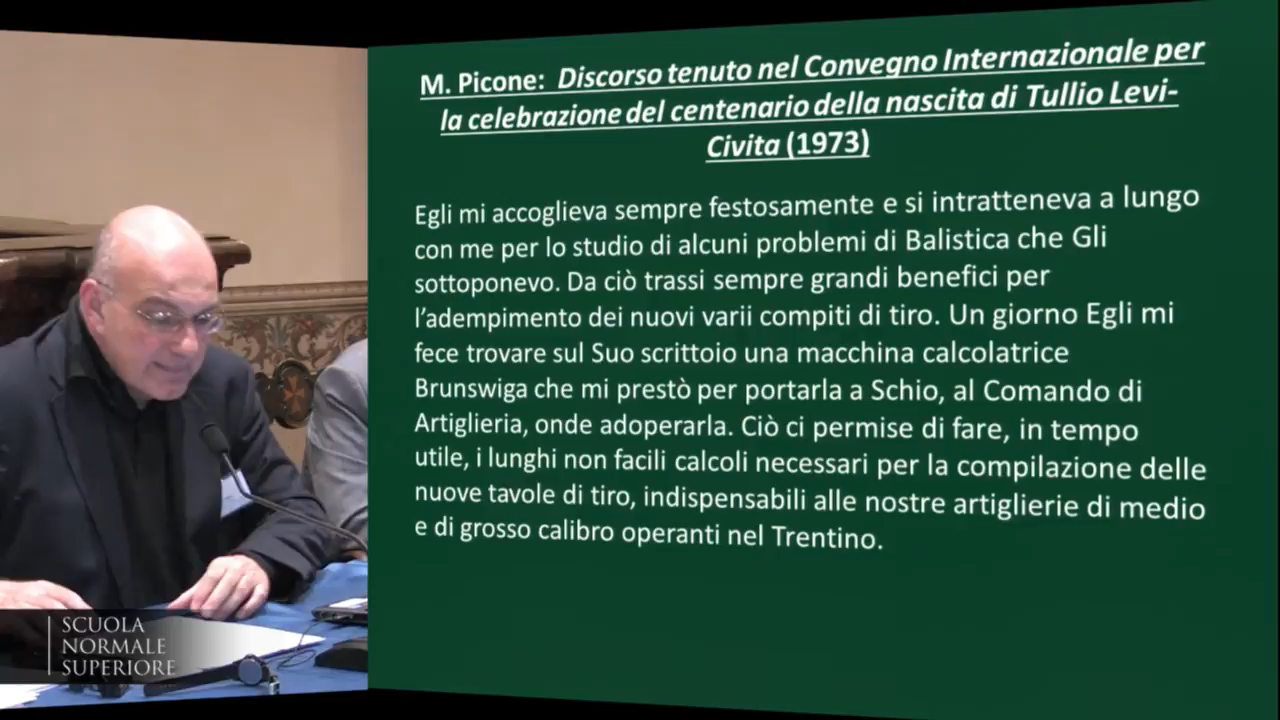 M. Picone: Discorso tenuto nel Convegno Internazionale per
la celebrazione del centenario della nascita di Tullio Levi-
Civita (1973)
Egli mi accoglieva sempre festosamente e si intratteneva a lungo
con me per lo studio di alcuni problemi di Balistica che Gli
sottoponevo. Da ciò trassi sempre grandi benefici per
l'adempimento dei nuovi varii compiti di tiro. Un giorno Egli mi
fece trovare sul Suo scrittoio una macchina calcolatrice
Brunswiga che mi prestò per portarla a Schio, al Comando di
Artiglieria, onde adoperarla. Ciò ci permise di fare, in tempo
utile, i lunghi non facili calcoli necessari per la compilazione delle
nuove tavole di tiro, indispensabili alle nostre artiglierie di medio
e di grosso calibro operanti nel Trentino.
SCUOLA
NORMALE
SUPERIORE